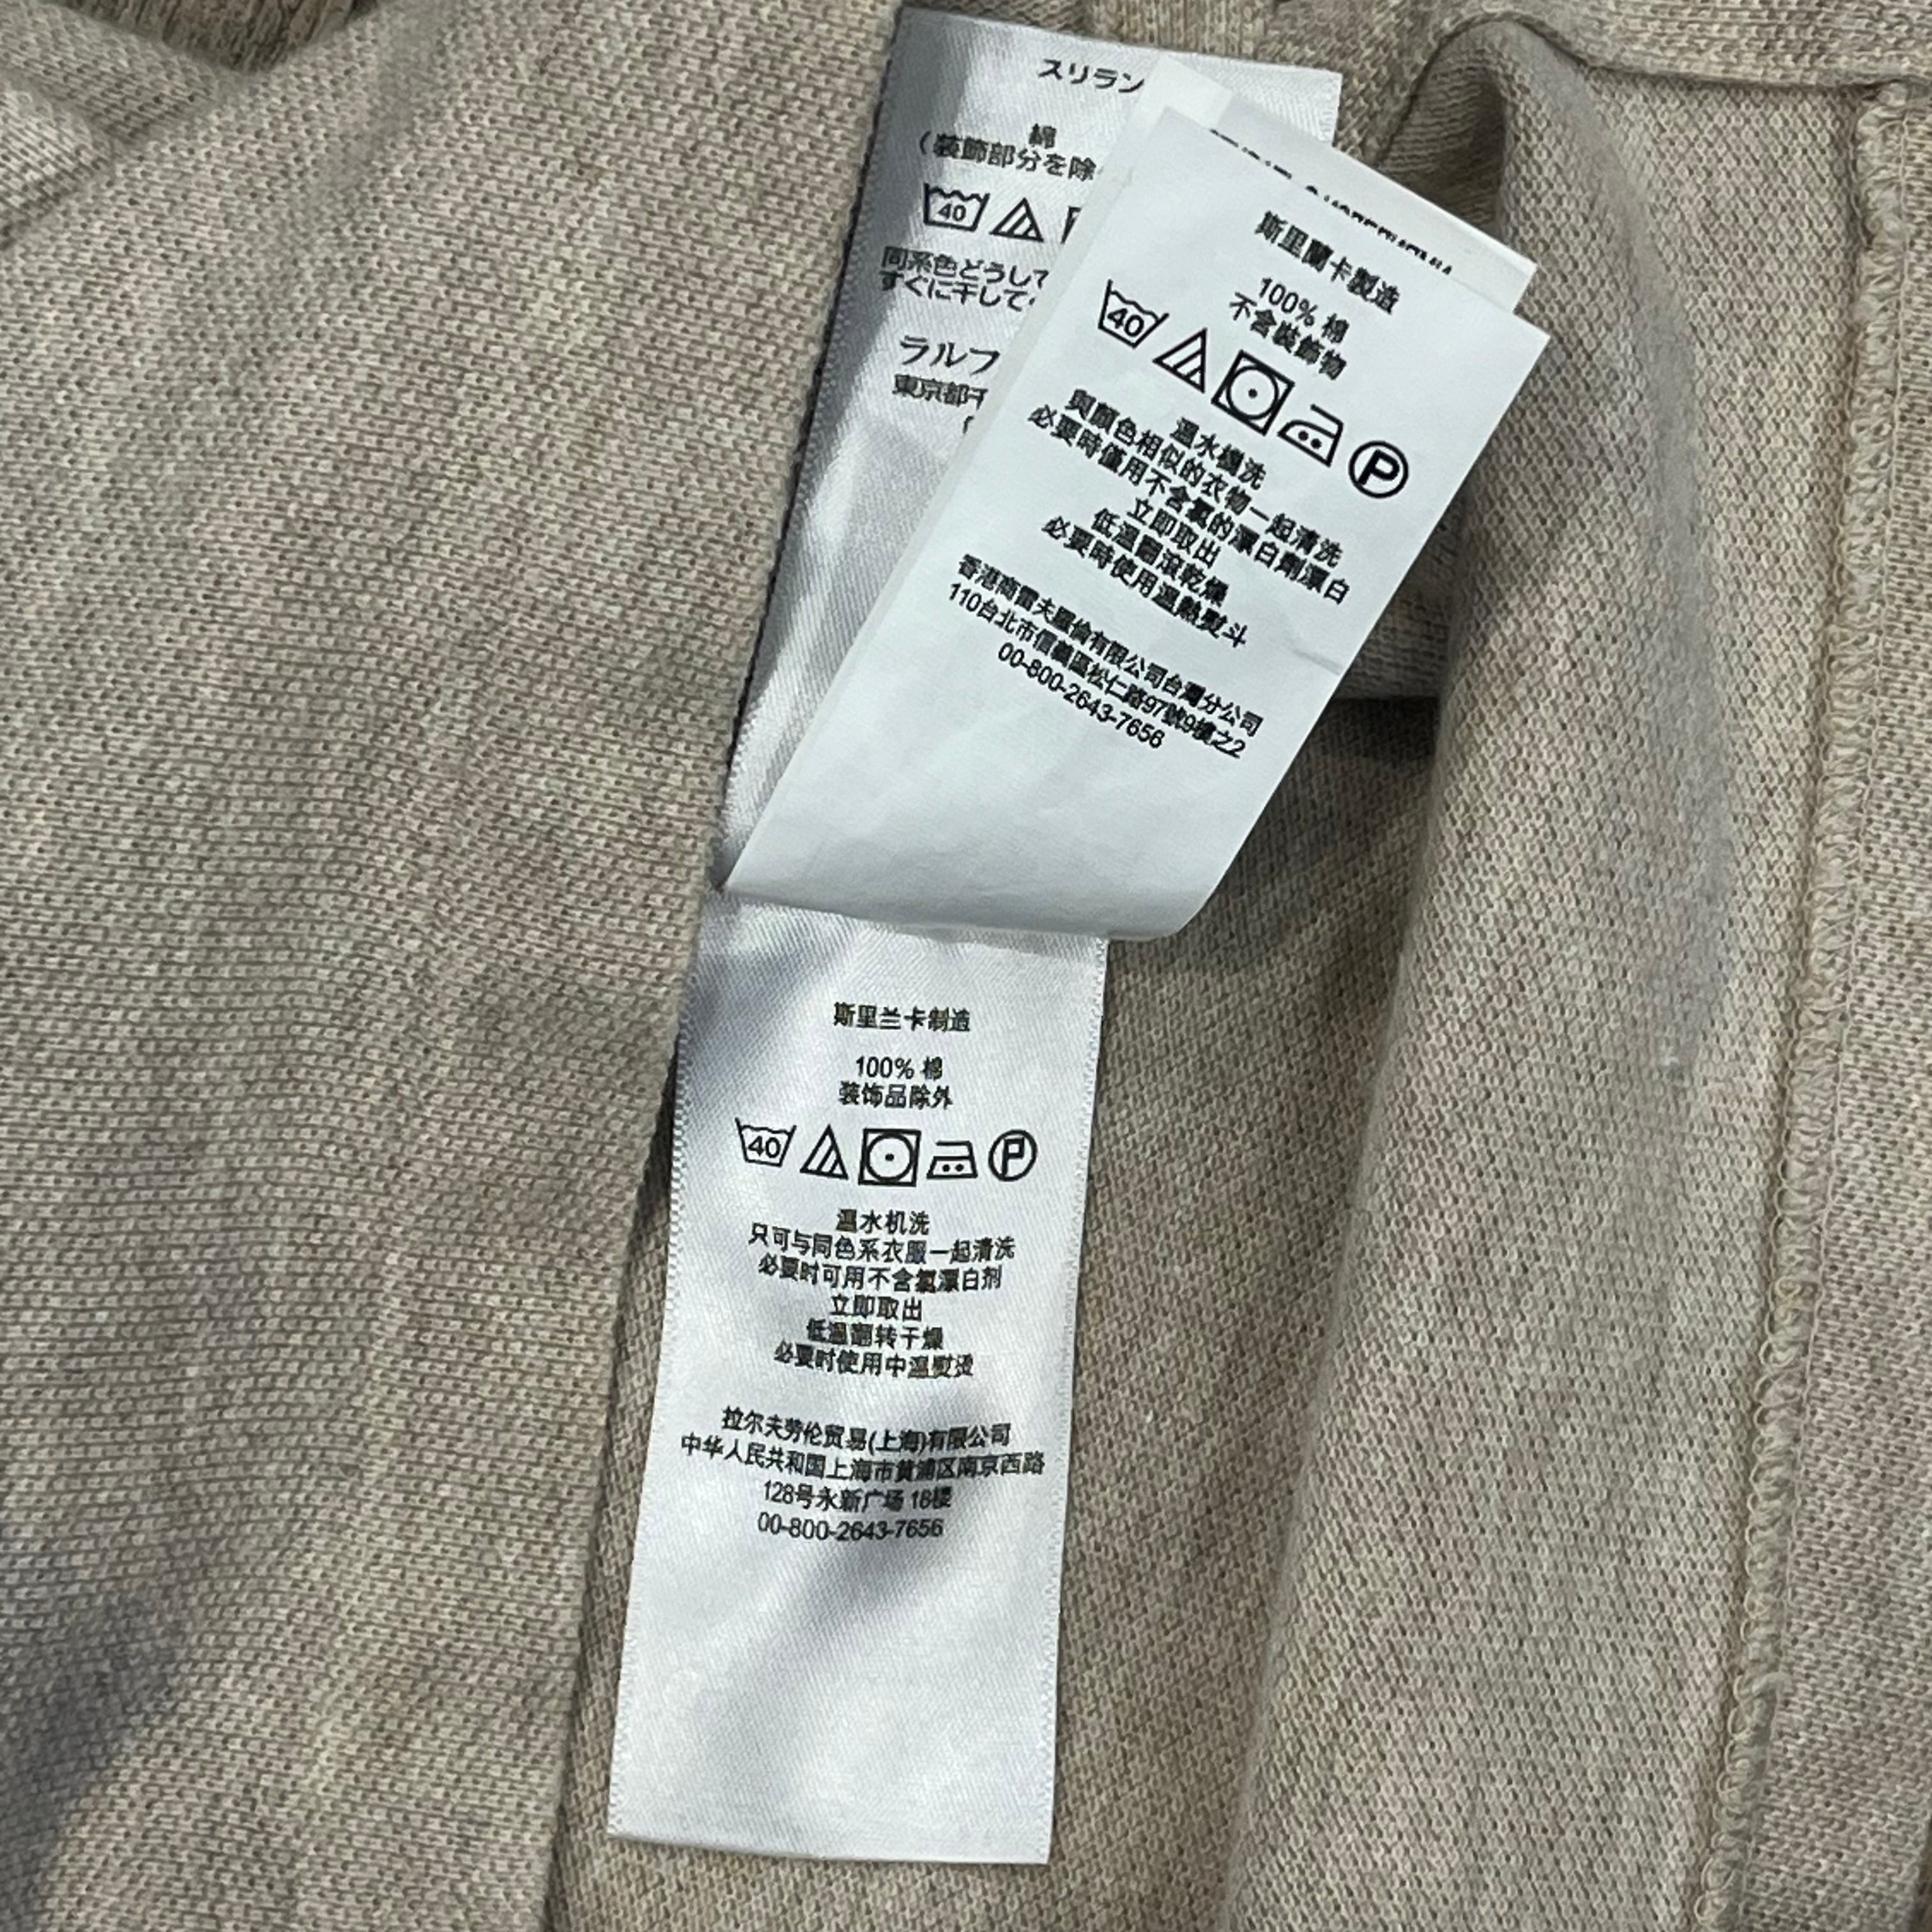 スリラン
綿
(装飾部分を除
40
同系色どうして
すぐに干して
ラルフ
東京都千
斯里蘭卡製造
100% 棉
不含裝飾物
40 P
溫水機洗
與顏色相似的衣物一起清洗
必要時僅用不含氯的漂白劑漂白
立即取出
低溫翻滾乾燥
必要時使用溫熱熨斗
香港商雷夫羅倫有限公司台灣分公司
110台北市信義區松仁路97號9樓之2
00-800-2643-7656
斯里兰卡制造
100% 棉
装饰品除外
40 P
温水机洗
只可与同色系衣服一起清洗
必要时可用不含氯漂白剂
立即取出
低温翻转干燥
必要时使用中温熨烫
拉尔夫劳伦贸易(上海)有限公司
中华人民共和国上海市黄浦区南京西路
128号永新广场 16楼
00-800-2643-7656